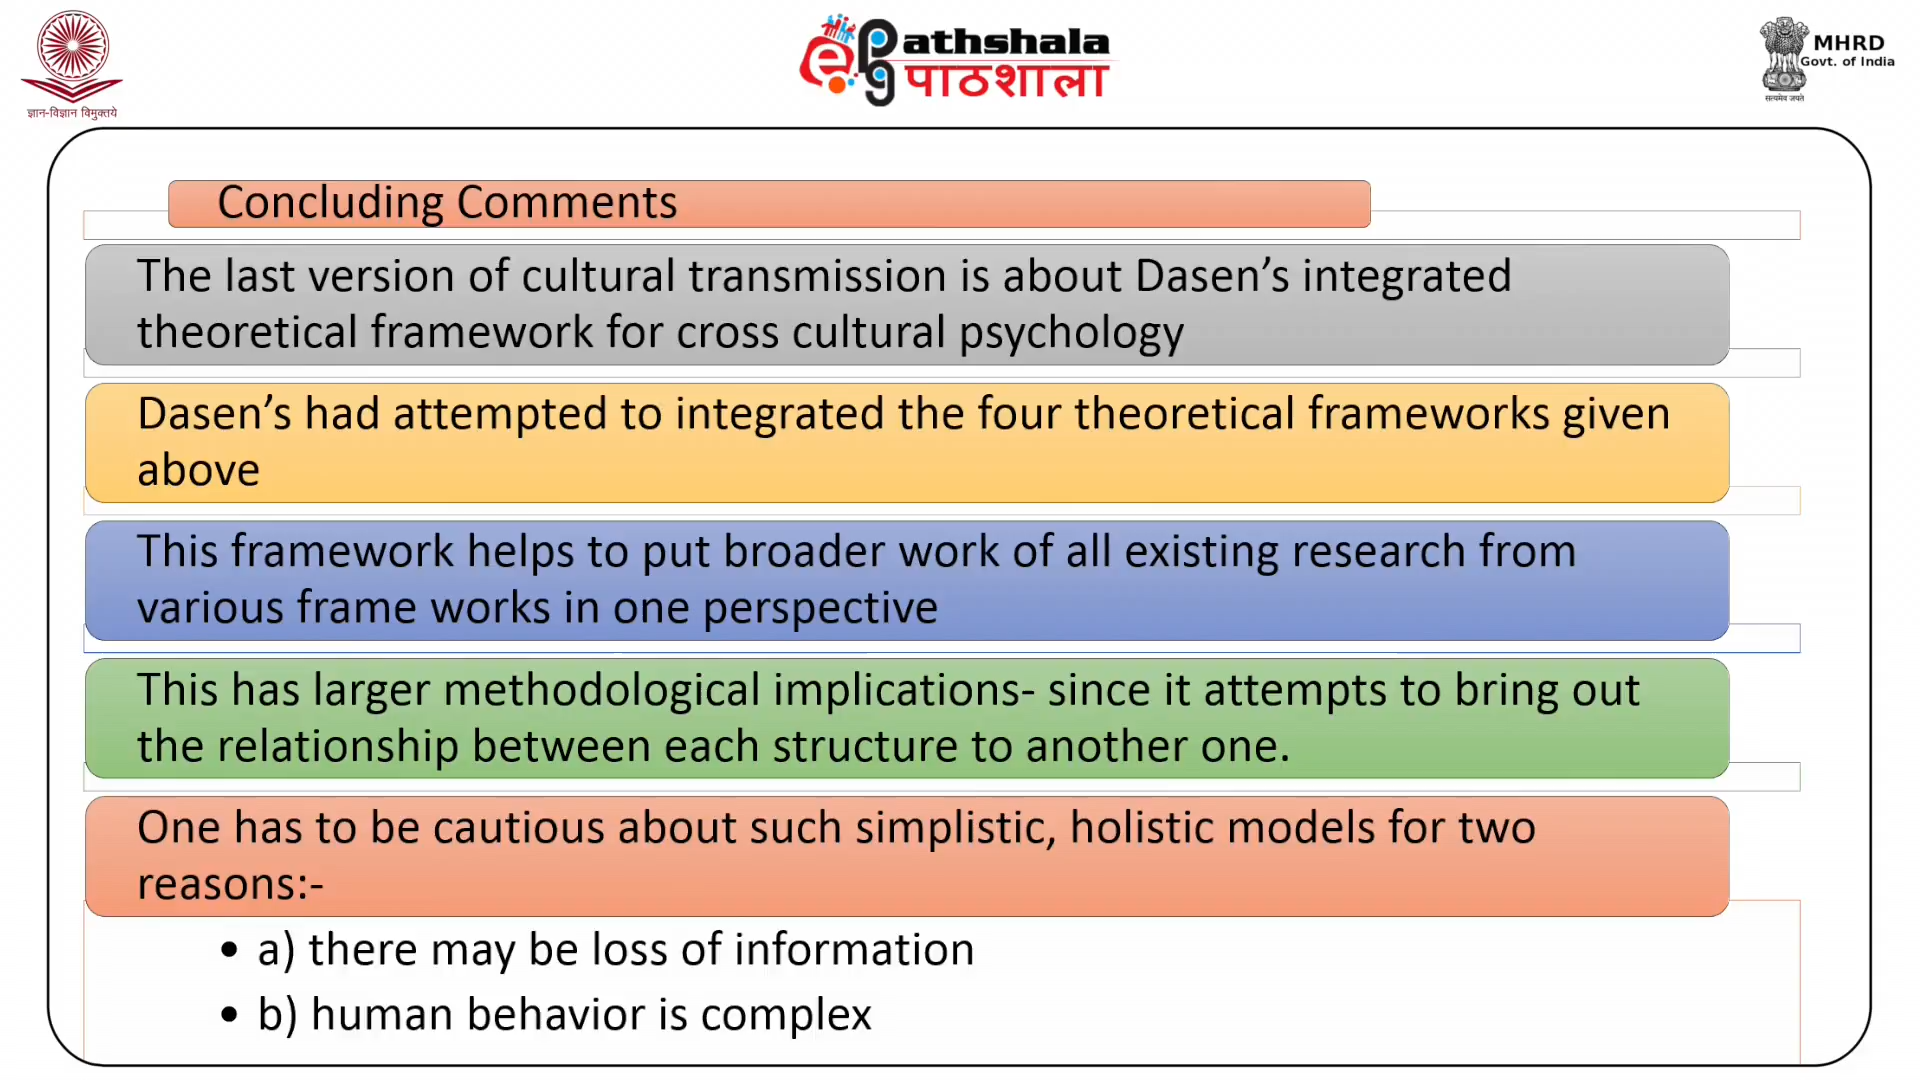 ज्ञान-विज्ञान विमुक्तये
ePG
athshala
पाठशाला
MHRD
Govt. of India
सत्यमेव जयते
Concluding Comments
The last version of cultural transmission is about Dasen’s integrated
theoretical framework for cross cultural psychology
Dasen’s had attempted to integrated the four theoretical frameworks given
above
This framework helps to put broader work of all existing research from
various frame works in one perspective
This has larger methodological implications- since it attempts to bring out
the relationship between each structure to another one.
One has to be cautious about such simplistic, holistic models for two
reasons:-
• a) there may be loss of information
• b) human behavior is complex